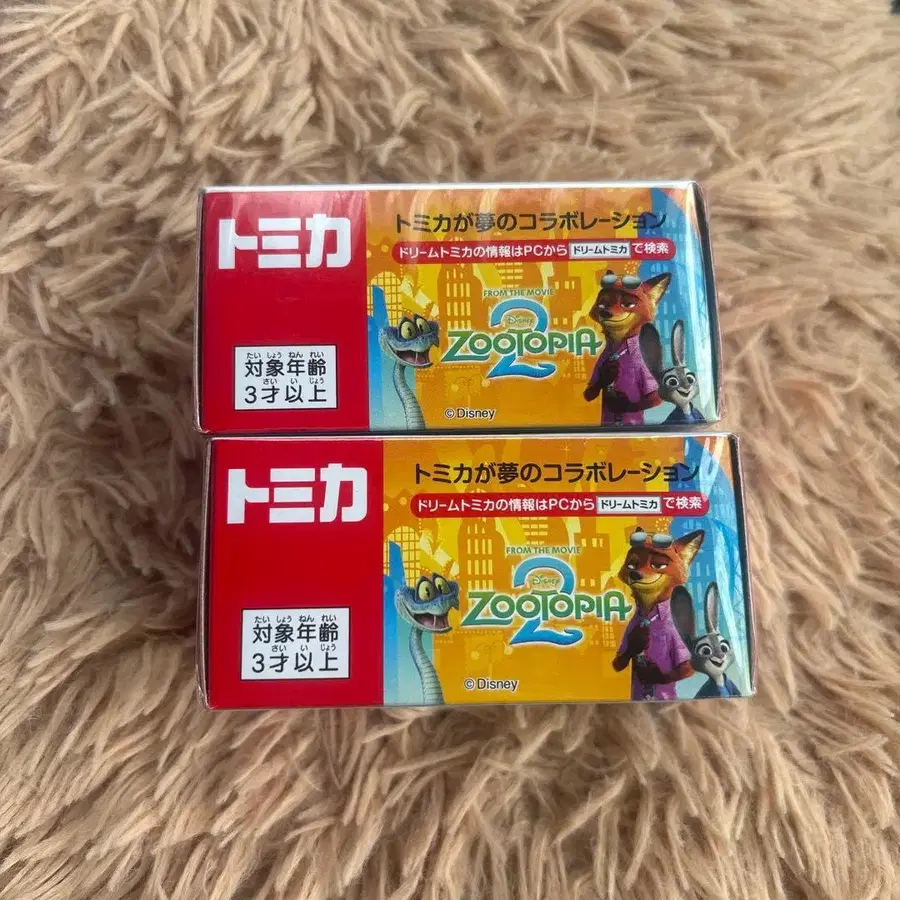 トミカ
トミカが夢のコラボレーション
ドリームトミカの情報はPCから ドリームトミカ で検索
FROM THE MOVIE
Disney
ZOOTOPIA
2
たい しょう ねん れい
対象年齢
さい い じょう
3才以上
©Disney
トミカ
トミカが夢のコラボレーション
ドリームトミカの情報はPCから ドリームトミカ で検索
FROM THE MOVIE
Disney
ZOOTOPIA
2
たい しょう ねん れい
対象年齢
さい い じょう
3才以上
©Disney